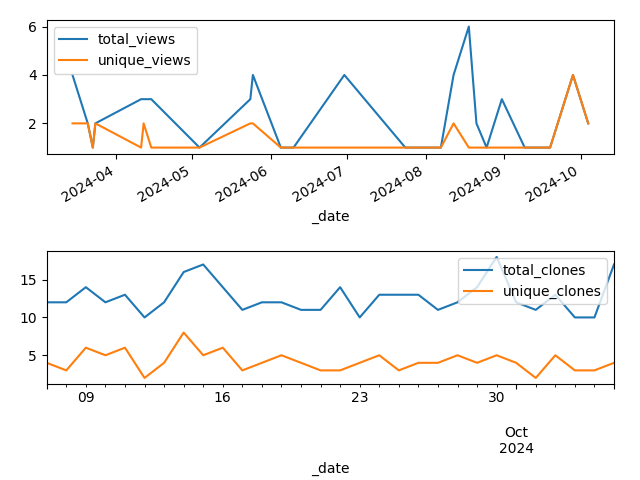 6
4
2
total_views
unique_views
2024-04
2024-05
2024-06
2024-07
2024-08
2024-09
2024-10
_date
15
10
5
total_clones
unique_clones
09
16
23
30
Oct
2024
_date